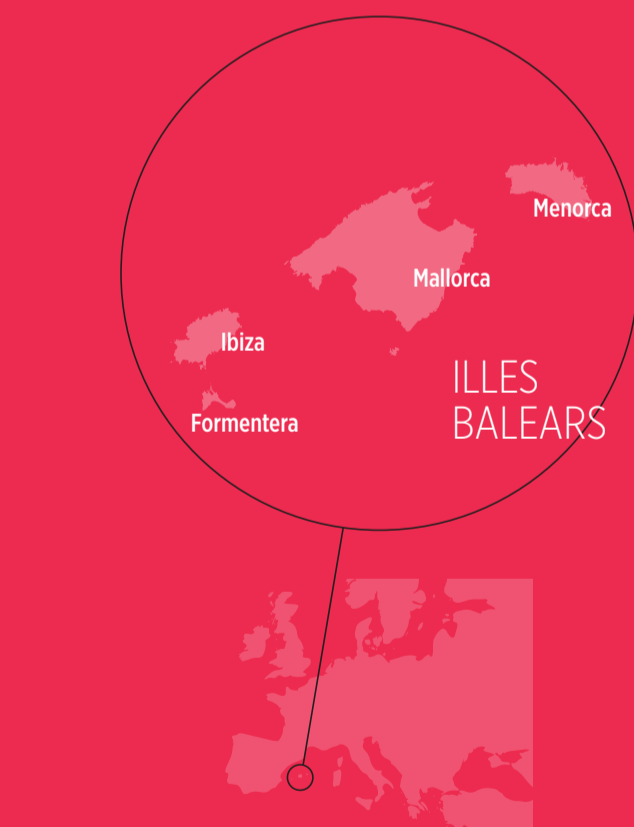 Menorca
Mallorca
Ibiza
ILLES
BALEARS
Formentera